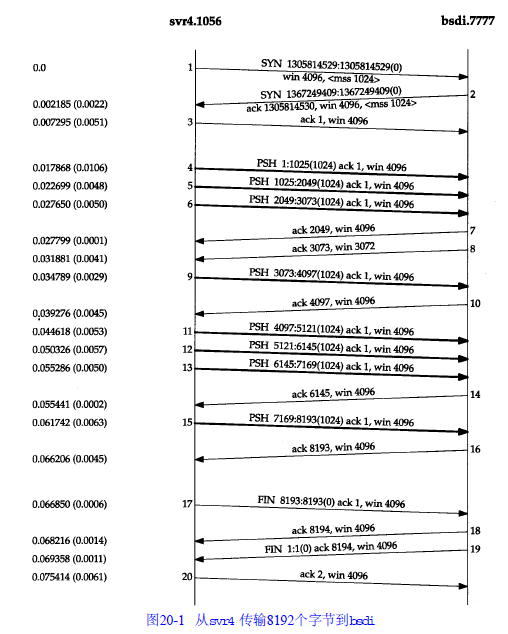 svr4.1056 bsdi.7777
0.0 1 SYN 1305814529:1305814529(0)
win 4096, <mss 1024>
SYN 1367249409:1367249409(0) 2
0.002185 (0.0022) ack 1305814530, win 4096, <mss 1024>
0.007295 (0.0051) 3 ack 1, win 4096
0.017868 (0.0106) 4 PSH 1:1025(1024) ack 1, win 4096
0.022699 (0.0048) 5 PSH 1025:2049(1024) ack 1, win 4096
0.027650 (0.0050) 6 PSH 2049:3073(1024) ack 1, win 4096
ack 2049, win 4096 7
0.027799 (0.0001)
ack 3073, win 3072 8
0.031881 (0.0041)
0.034789 (0.0029) 9 PSH 3073:4097(1024) ack 1, win 4096
ack 4097, win 4096 10
0.039276 (0.0045)
0.044618 (0.0053) 11 PSH 4097:5121(1024) ack 1, win 4096
0.050326 (0.0057) 12 PSH 5121:6145(1024) ack 1, win 4096
0.055286 (0.0050) 13 PSH 6145:7169(1024) ack 1, win 4096
ack 6145, win 4096 14
0.055441 (0.0002)
0.061742 (0.0063) 15 PSH 7169:8193(1024) ack 1, win 4096
ack 8193, win 4096 16
0.066206 (0.0045)
0.066850 (0.0006) 17 FIN 8193:8193(0) ack 1, win 4096
ack 8194, win 4096 18
0.068216 (0.0014)
FIN 1:1(0) ack 8194, win 4096 19
0.069358 (0.0011)
0.075414 (0.0061) 20 ack 2, win 4096
图20-1 从svr4 传输8192个字节到bsdi